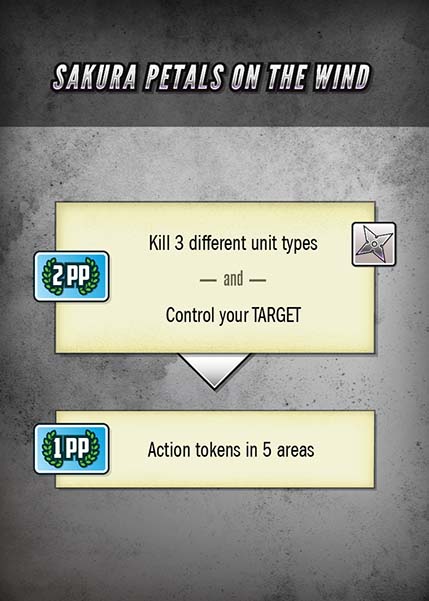 SAKURA PETALS ON THE WIND
Kill 3 different unit types
— and —
2 PP
Control your TARGET
1 PP
Action tokens in 5 areas